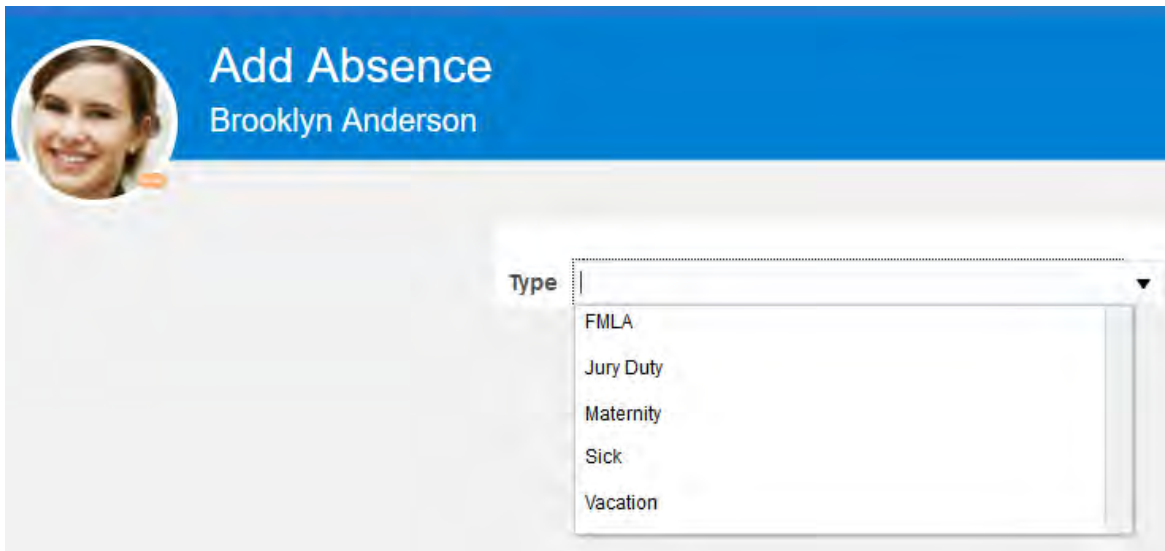 Add Absence
Brooklyn Anderson
Type
FMLA
Jury Duty
Maternity
Sick
Vacation